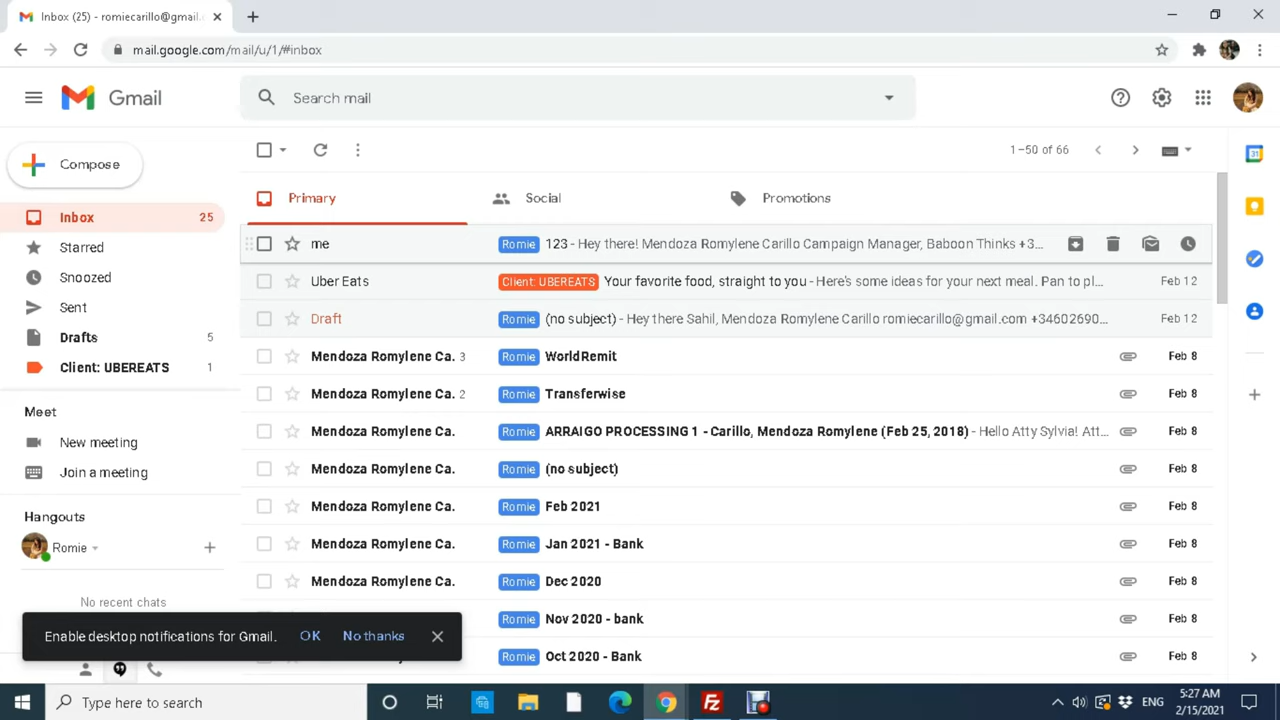 Inbox (25) - romiecarillo@gmail.
mail.google.com/mail/u/1/#inbox
Gmail
Search mail
Compose
1–50 of 66
Inbox 25
Starred
Snoozed
Sent
Drafts 5
Client: UBEREATS 1
Meet
New meeting
Join a meeting
Hangouts
Romie
No recent chats
Primary Social Promotions
me Romie 123 - Hey there! Mendoza Romylene Carillo Campaign Manager, Baboon Thinks +3...
Uber Eats Client: UBEREATS Your favorite food, straight to you - Here's some ideas for your next meal. Pan to pl... Feb 12
Draft Romie (no subject) - Hey there Sahil, Mendoza Romylene Carillo romiecarillo@gmail.com +34602690... Feb 12
Mendoza Romylene Ca. 3 Romie WorldRemit Feb 8
Mendoza Romylene Ca. 2 Romie Transferwise Feb 8
Mendoza Romylene Ca. Romie ARRAIGO PROCESSING 1 - Carillo, Mendoza Romylene (Feb 25, 2018) - Hello Atty Sylvia! Att... Feb 8
Mendoza Romylene Ca. Romie (no subject) Feb 8
Mendoza Romylene Ca. Romie Feb 2021 Feb 8
Mendoza Romylene Ca. Romie Jan 2021 - Bank Feb 8
Mendoza Romylene Ca. Romie Dec 2020 Feb 8
Romie Nov 2020 - bank Feb 8
Romie Oct 2020 - Bank Feb 8
Enable desktop notifications for Gmail. OK No thanks
Type here to search
ENG
5:27 AM
2/15/2021